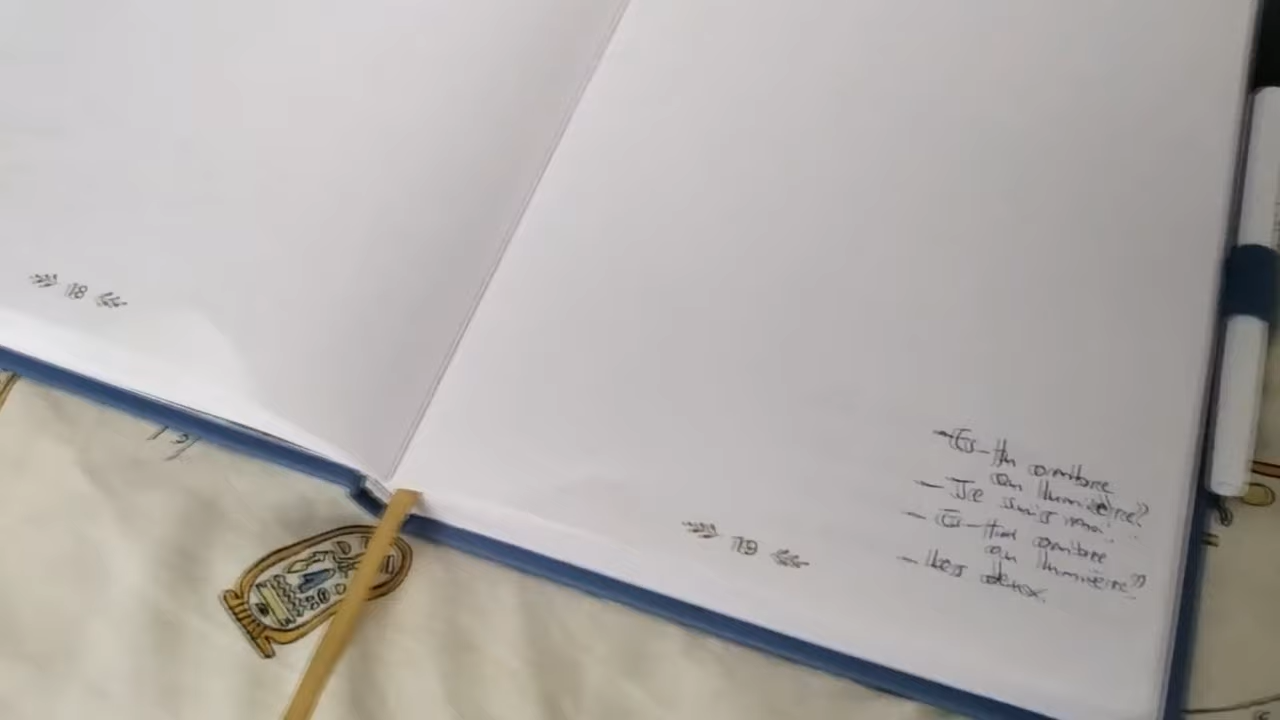 18
19
- Es-tu ombre
ou lumière?
- Je suis moi.
- Es-tu ombre
ou lumière?
- Les deux.